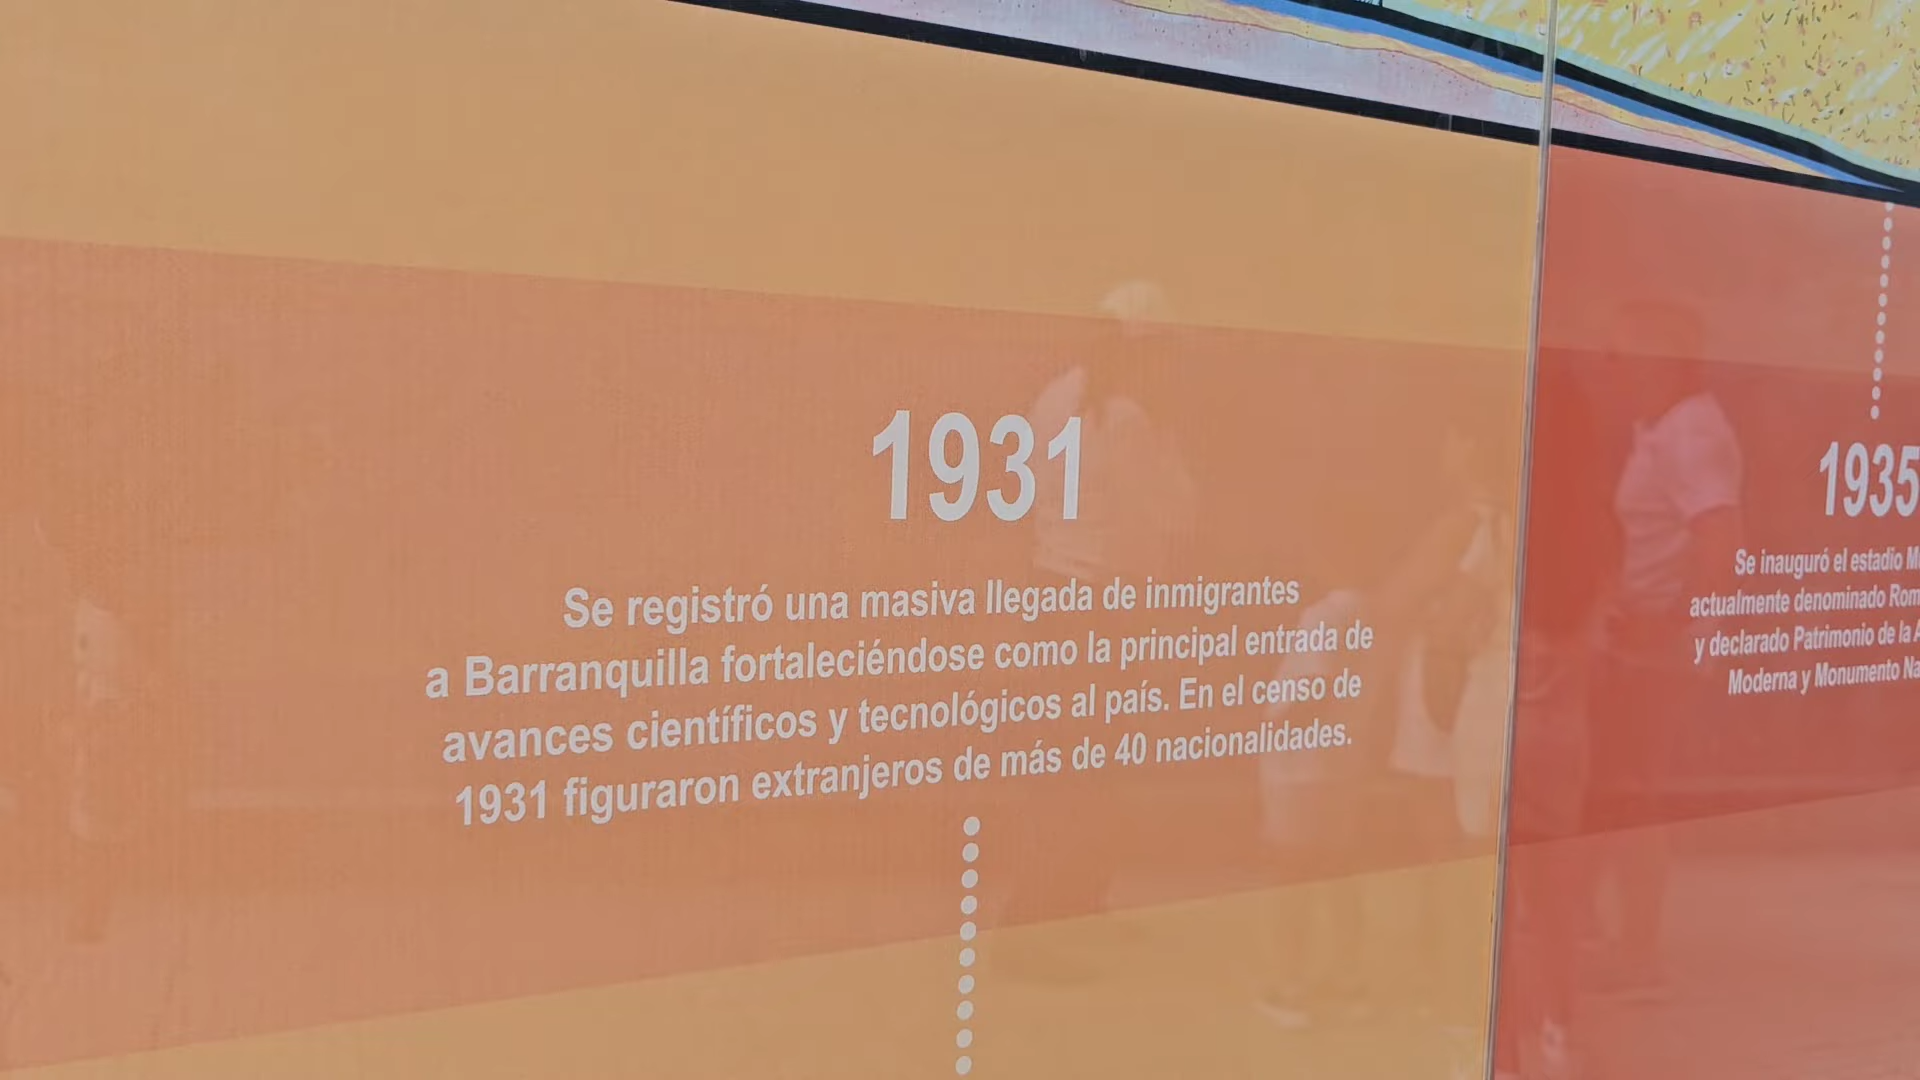 1931
Se registró una masiva llegada de inmigrantes
a Barranquilla fortaleciéndose como la principal entrada de
avances científicos y tecnológicos al país. En el censo de
1931 figuraron extranjeros de más de 40 nacionalidades.
1935
Se inauguró el estadio
actualmente denominado
y declarado Patrimonio de la
Moderna y Monumento